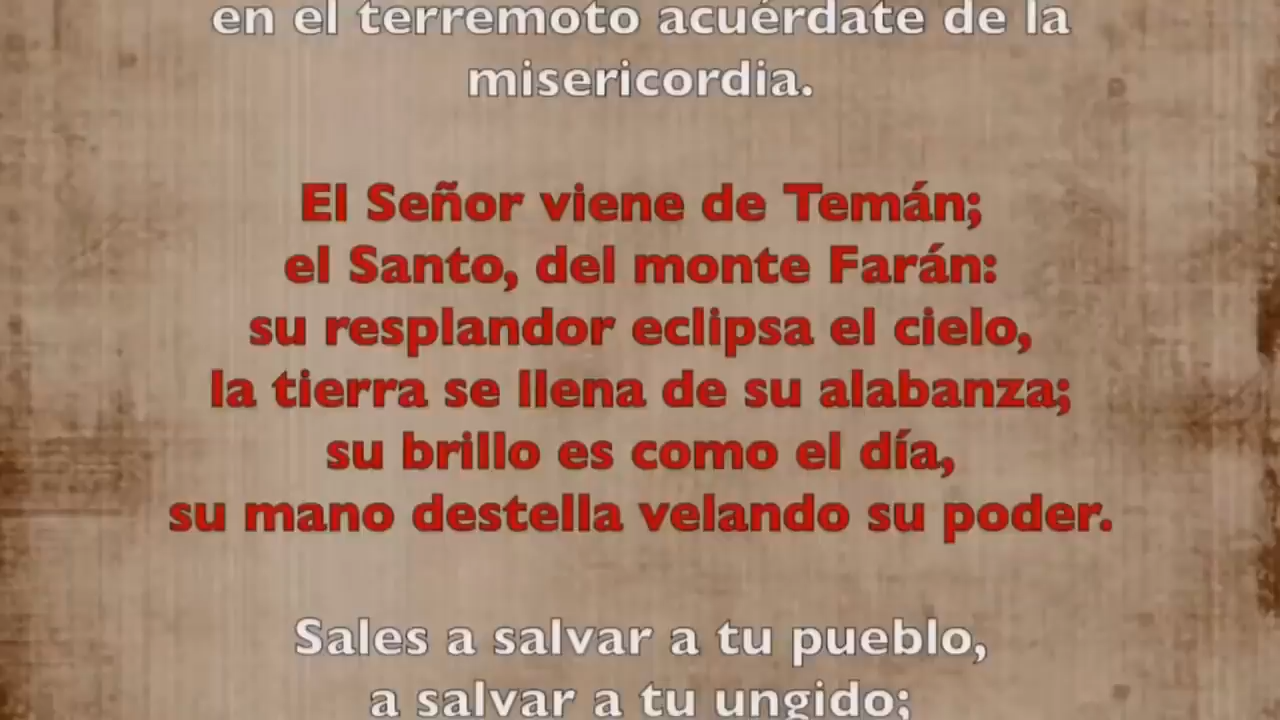 en el terremoto acuérdate de la
misericordia.
El Señor viene de Temán;
el Santo, del monte Farán:
su resplandor eclipsa el cielo,
la tierra se llena de su alabanza;
su brillo es como el día,
su mano destella velando su poder.
Sales a salvar a tu pueblo,
a salvar a tu ungido;